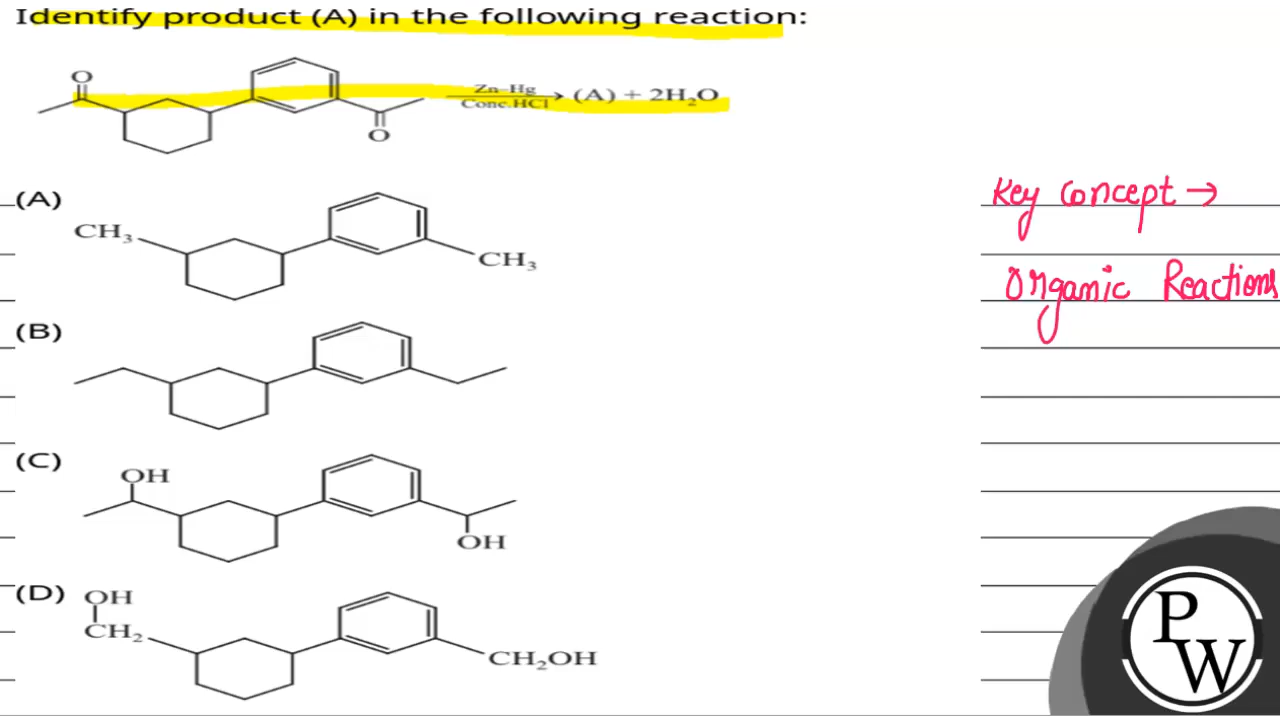 Identify product (A) in the following reaction:
O
O
Zn–Hg
Conc.HCl
(A) + 2H₂O
(A)
CH₃
CH₃
Key Concept →
Organic Reactions
(B)
(C)
OH
OH
(D)
OH
CH₂
CH₂OH
P
W